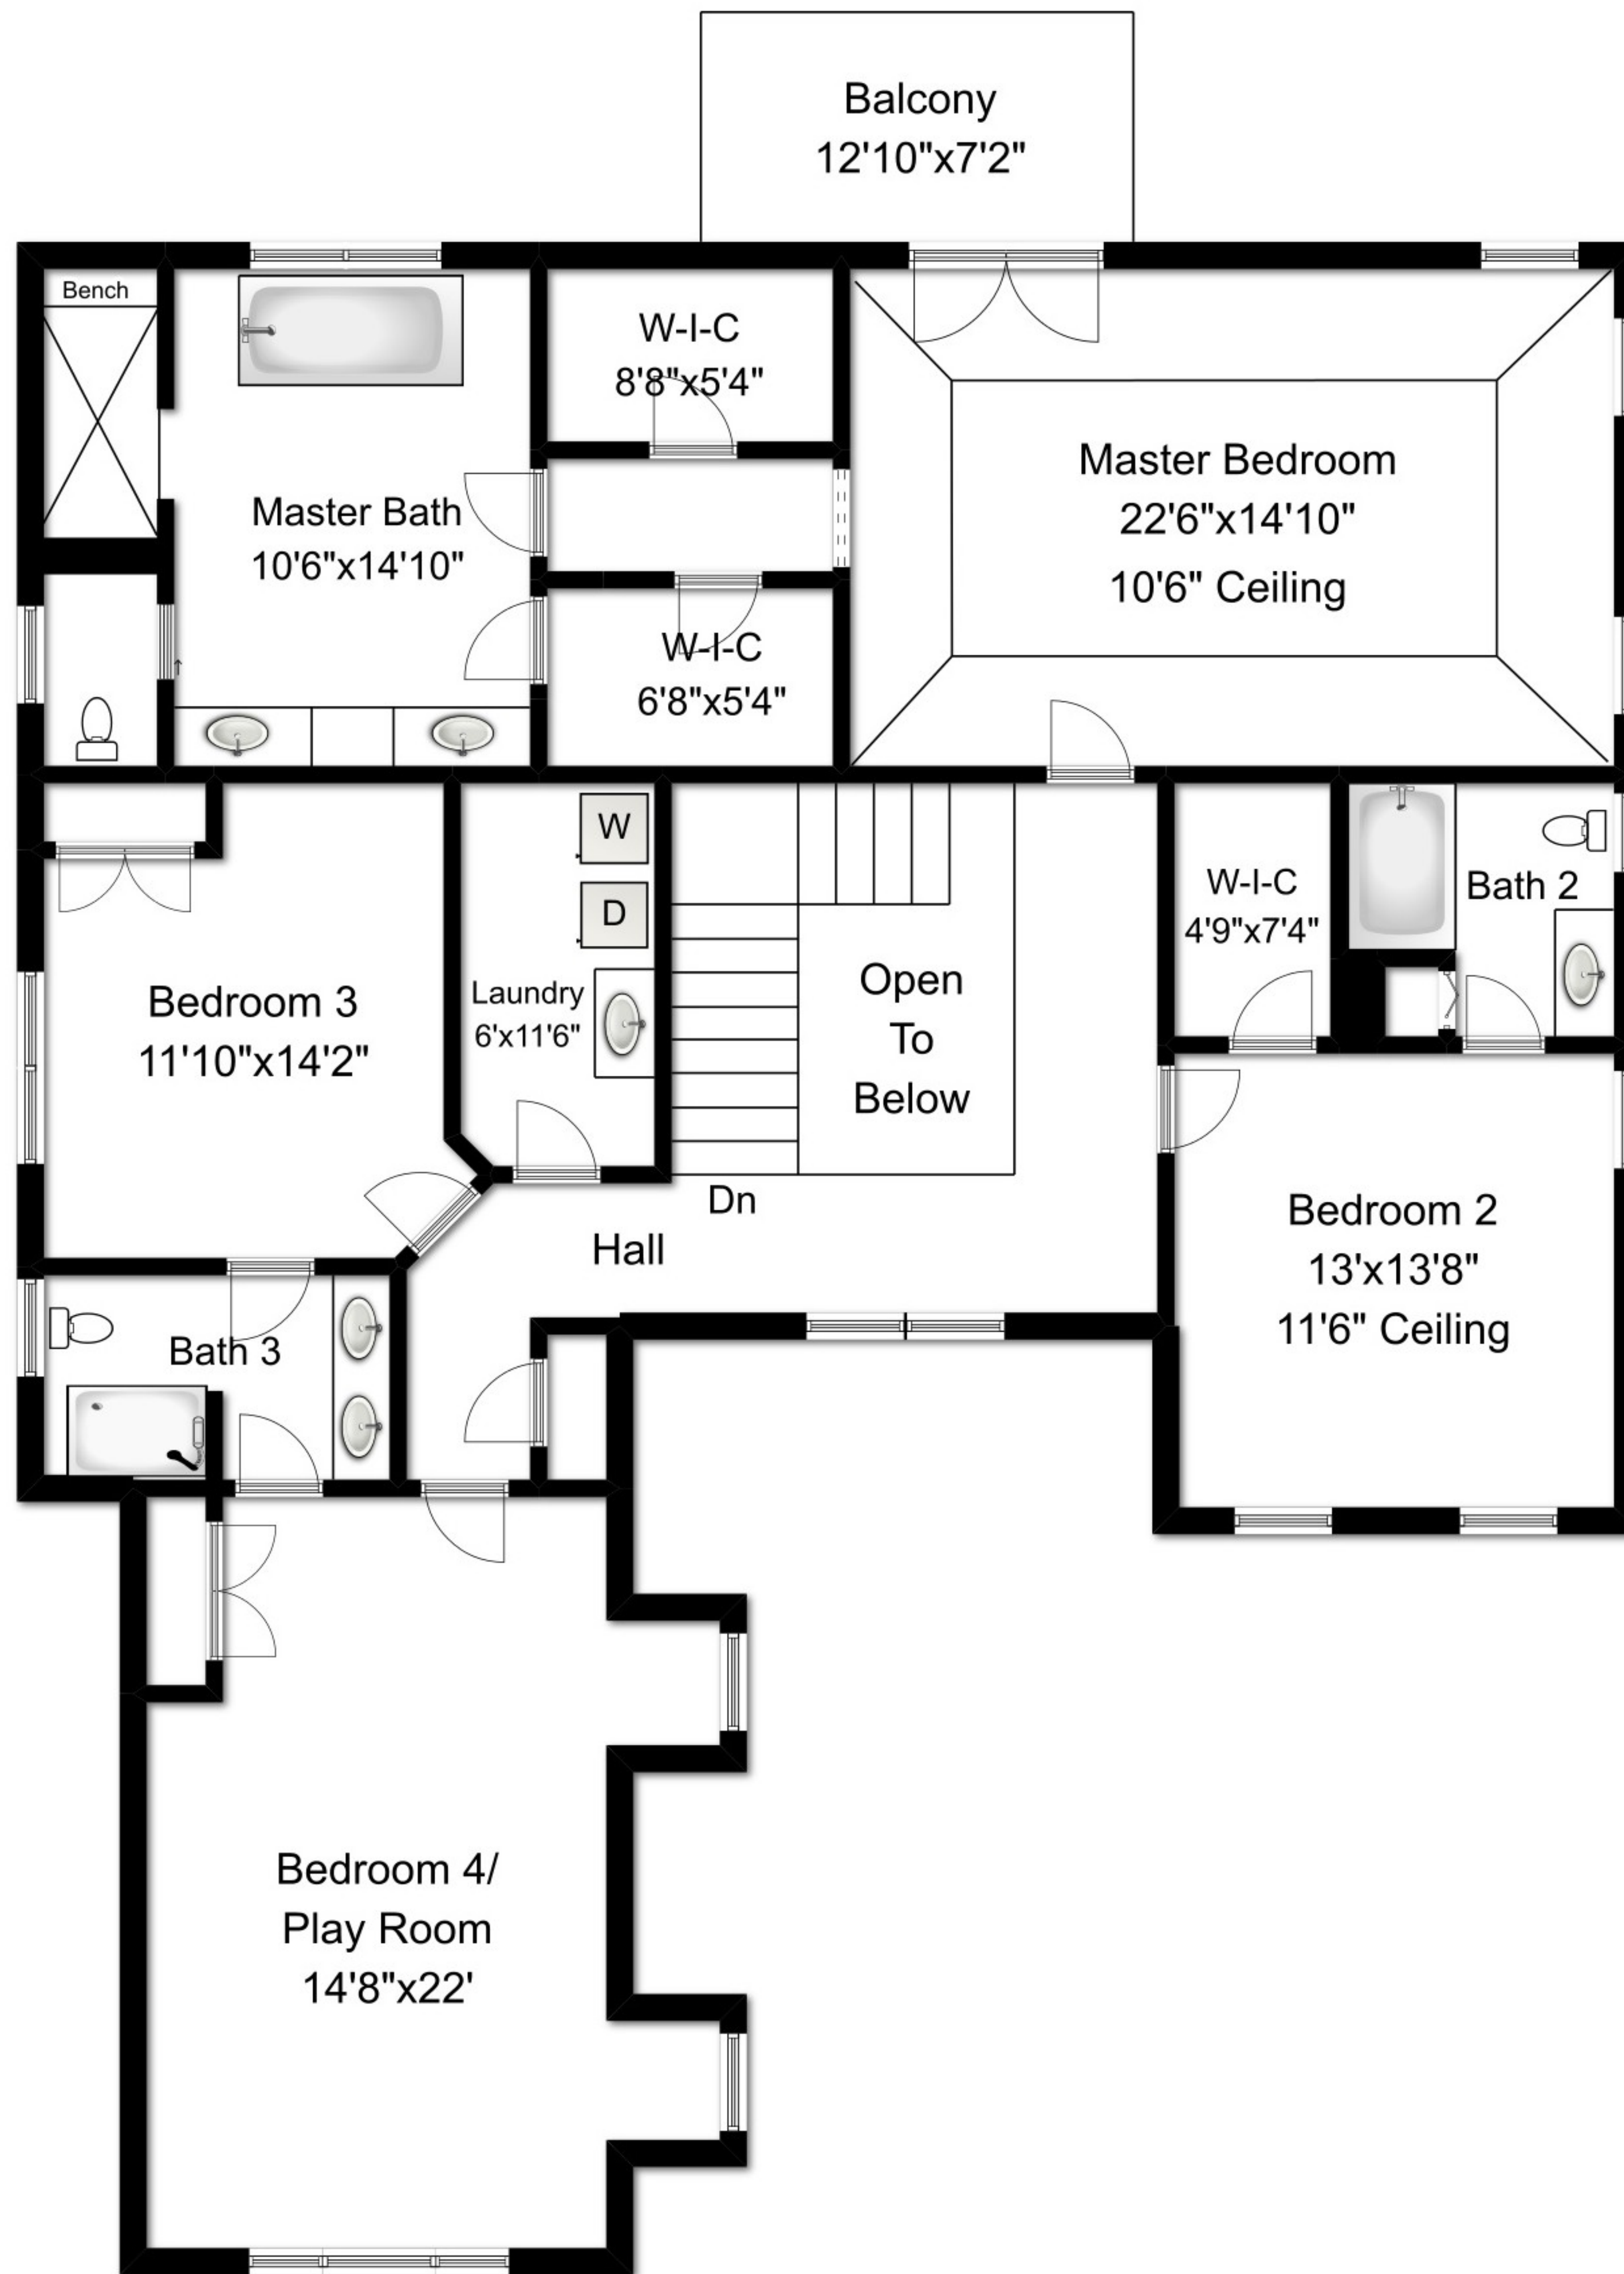 Balcony
12'10"x7'2"
Bench
W-I-C
8'8"x5'4"
Master Bedroom
22'6"x14'10"
10'6" Ceiling
Master Bath
10'6"x14'10"
W-I-C
6'8"x5'4"
W
D
W-I-C
4'9"x7'4"
Bath 2
Bedroom 3
11'10"x14'2"
Laundry
6'x11'6"
Open
To
Below
Dn
Hall
Bedroom 2
13'x13'8"
11'6" Ceiling
Bath 3
Bedroom 4/
Play Room
14'8"x22'